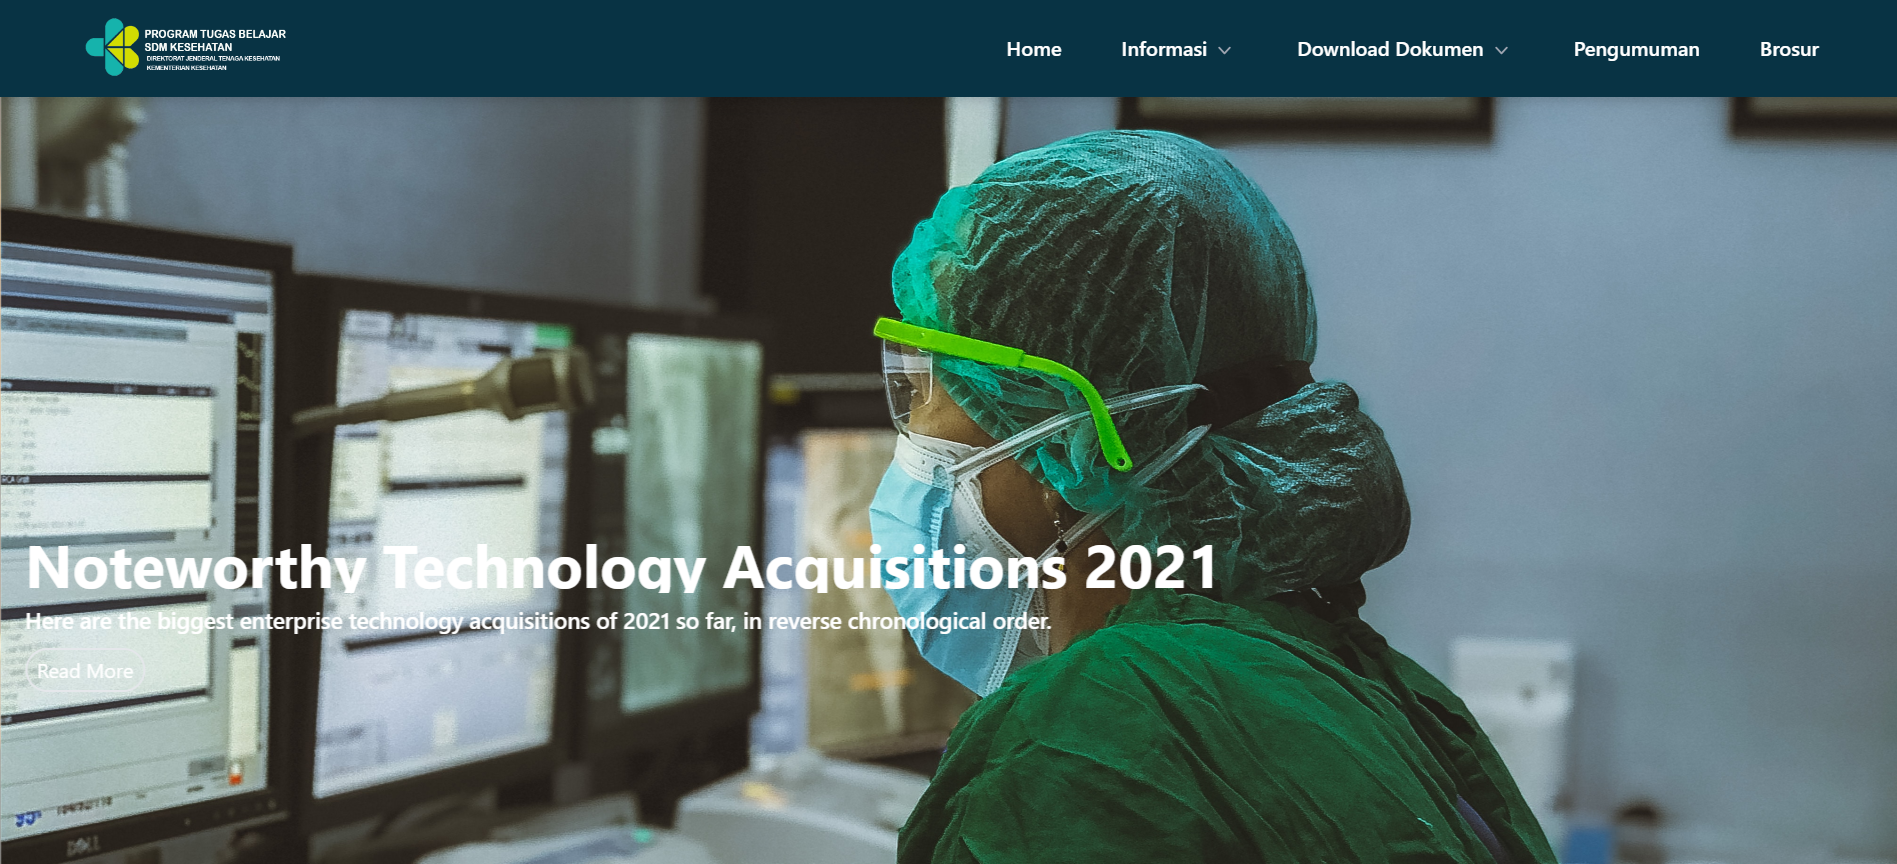 PROGRAM TUGAS BELAJAR
SDM KESEHATAN
DIREKTORAT JENDERAL TENAGA KESEHATAN
KEMENTERIAN KESEHATAN
Home
Informasi
Download Dokumen
Pengumuman
Brosur
Noteworthy Technology Acquisitions 2021
Here are the biggest enterprise technology acquisitions of 2021 so far, in reverse chronological order.
Read More
DELL